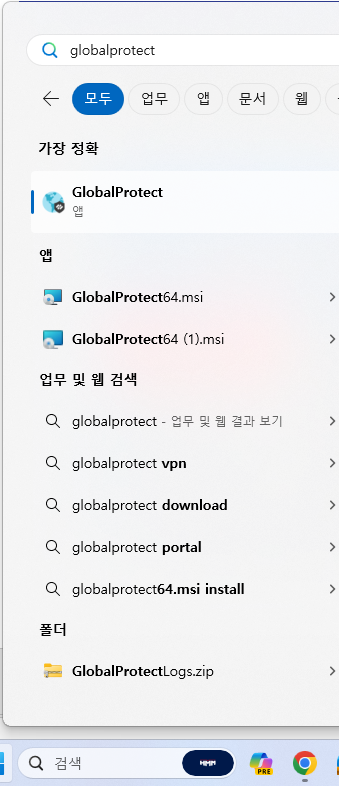 globalprotect
모두 업무 앱 문서 웹
가장 정확
GlobalProtect
앱
앱
GlobalProtect64.msi
GlobalProtect64 (1).msi
업무 및 웹 검색
globalprotect - 업무 및 웹 결과 보기
globalprotect vpn
globalprotect download
globalprotect portal
globalprotect64.msi install
폴더
GlobalProtectLogs.zip
검색
PRE